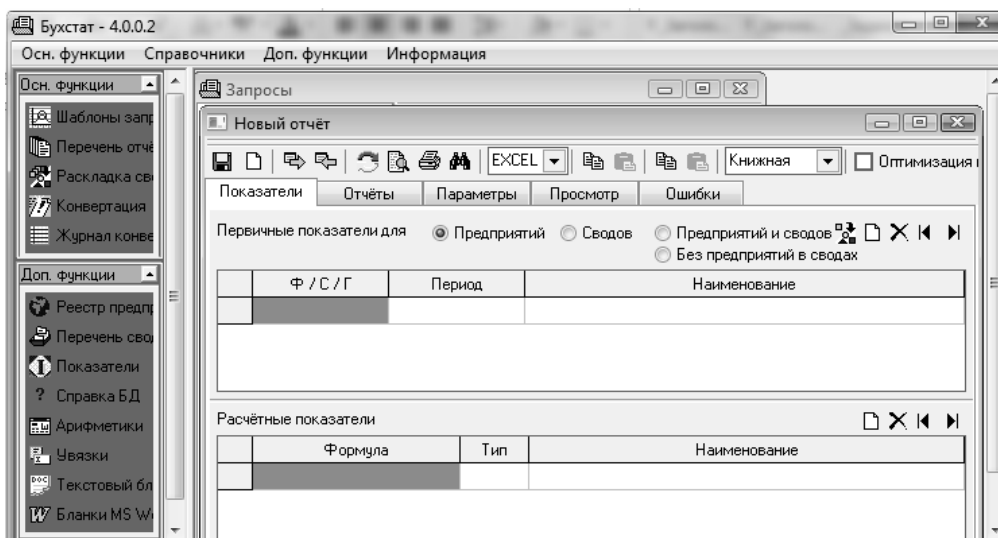 Бухстат - 4.0.0.2
Осн. функции Справочники Доп. функции Информация
Осн. функции
Шаблоны запр
Перечень отчё
Раскладка сво
Конвертация
Журнал конве
Доп. функции
Реестр предпр
Перечень свод
Показатели
? Справка БД
Арифметики
Увязки
Текстовый бл
Бланки MS W
Запросы
Новый отчёт
EXCEL Книжная Оптимизация
Показатели Отчёты Параметры Просмотр Ошибки
Первичные показатели для Предприятий Сводов Предприятий и сводов
Без предприятий в сводах
Ф / С / Г Период Наименование
Расчётные показатели
Формула Тип Наименование